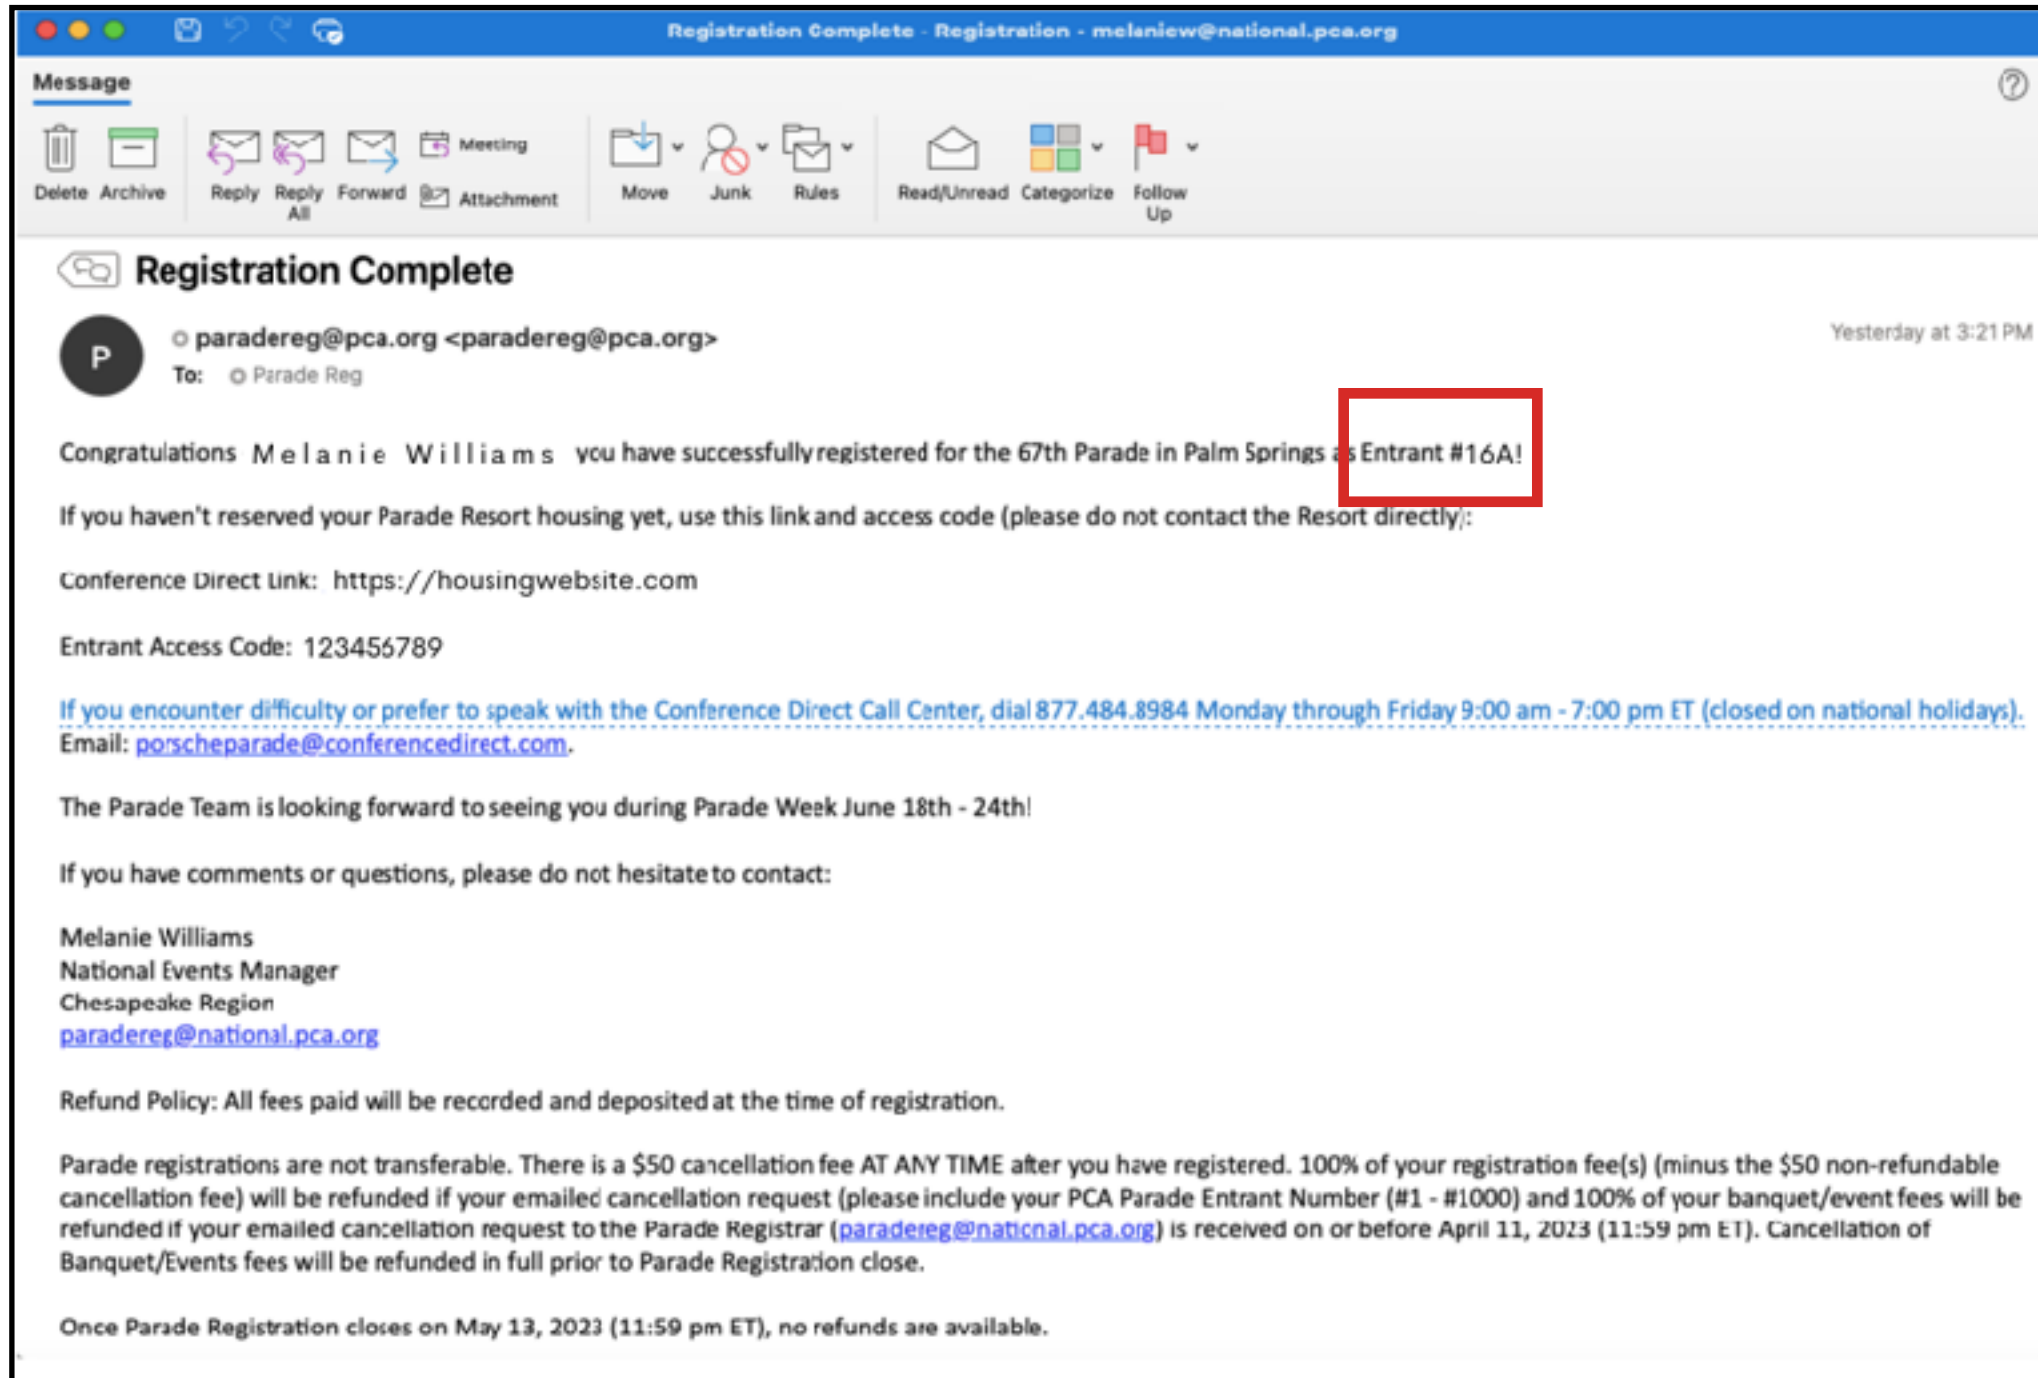 Registration Complete - Registration - melaniew@national.pca.org
Message
Delete Archive Reply Reply All Forward Meeting Attachment Move Junk Rules Read/Unread Categorize Follow Up
Registration Complete
P
paradereg@pca.org <paradereg@pca.org>
Yesterday at 3:21 PM
To: Parade Reg
Congratulations Melanie Williams you have successfully registered for the 67th Parade in Palm Springs as Entrant #16A!
If you haven't reserved your Parade Resort housing yet, use this link and access code (please do not contact the Resort directly):
Conference Direct Link: https://housingwebsite.com
Entrant Access Code: 123456789
If you encounter difficulty or prefer to speak with the Conference Direct Call Center, dial 877.484.8984 Monday through Friday 9:00 am - 7:00 pm ET (closed on national holidays).
Email: porscheparade@conferencedirect.com.
The Parade Team is looking forward to seeing you during Parade Week June 18th - 24th!
If you have comments or questions, please do not hesitate to contact:
Melanie Williams
National Events Manager
Chesapeake Region
paradereg@national.pca.org
Refund Policy: All fees paid will be recorded and deposited at the time of registration.
Parade registrations are not transferable. There is a $50 cancellation fee AT ANY TIME after you have registered. 100% of your registration fee(s) (minus the $50 non-refundable
cancellation fee) will be refunded if your emailed cancellation request (please include your PCA Parade Entrant Number (#1 - #1000) and 100% of your banquet/event fees will be
refunded if your emailed cancellation request to the Parade Registrar (paradereg@national.pca.org) is received on or before April 11, 2023 (11:59 pm ET). Cancellation of
Banquet/Events fees will be refunded in full prior to Parade Registration close.
Once Parade Registration closes on May 13, 2023 (11:59 pm ET), no refunds are available.